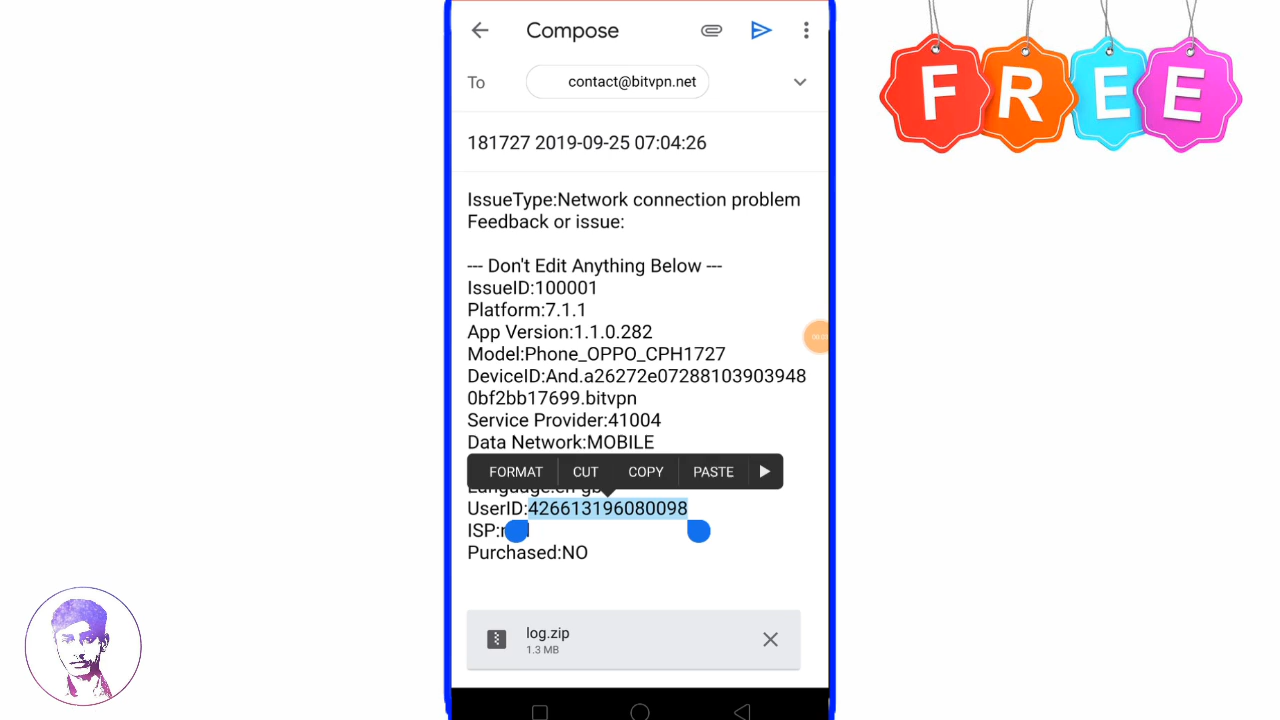 Compose
FREE
To
contact@bitvpn.net
181727 2019-09-25 07:04:26
IssueType:Network connection problem
Feedback or issue:
--- Don't Edit Anything Below ---
IssueID:100001
Platform:7.1.1
App Version:1.1.0.282
Model:Phone_OPPO_CPH1727
DeviceID:And.a26272e07288103903948
0bf2bb17699.bitvpn
Service Provider:41004
Data Network:MOBILE
FORMAT CUT COPY PASTE
UserID:426613196080098
ISP:
Purchased:NO
log.zip
1.3 MB